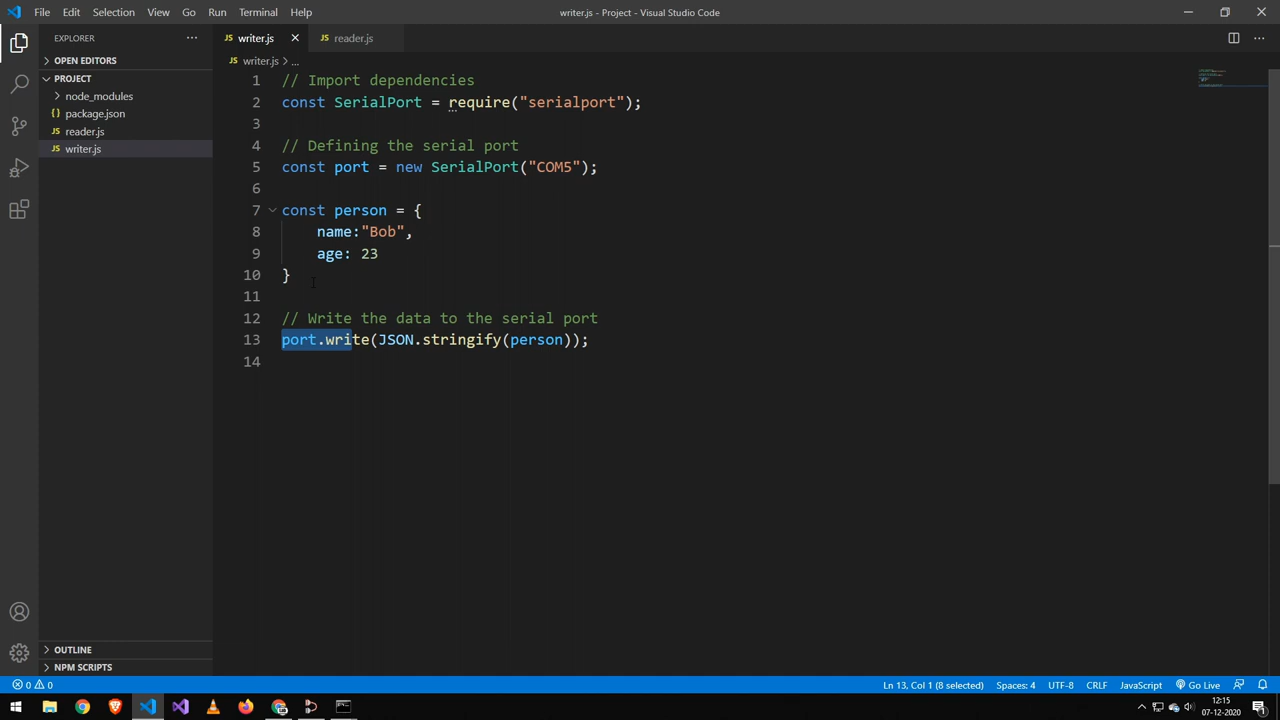 File Edit Selection View Go Run Terminal Help
writer.js - Project - Visual Studio Code
EXPLORER
OPEN EDITORS
PROJECT
node_modules
package.json
reader.js
writer.js
OUTLINE
NPM SCRIPTS
JS writer.js
JS reader.js
JS writer.js > ...
1 // Import dependencies
2 const SerialPort = require("serialport");
3
4 // Defining the serial port
5 const port = new SerialPort("COM5");
6
7 const person = {
8 name:"Bob",
9 age: 23
10 }
11
12 // Write the data to the serial port
13 port.write(JSON.stringify(person));
14
0 0
Ln 13, Col 1 (8 selected) Spaces: 4 UTF-8 CRLF JavaScript Go Live
12:15
07-12-2020